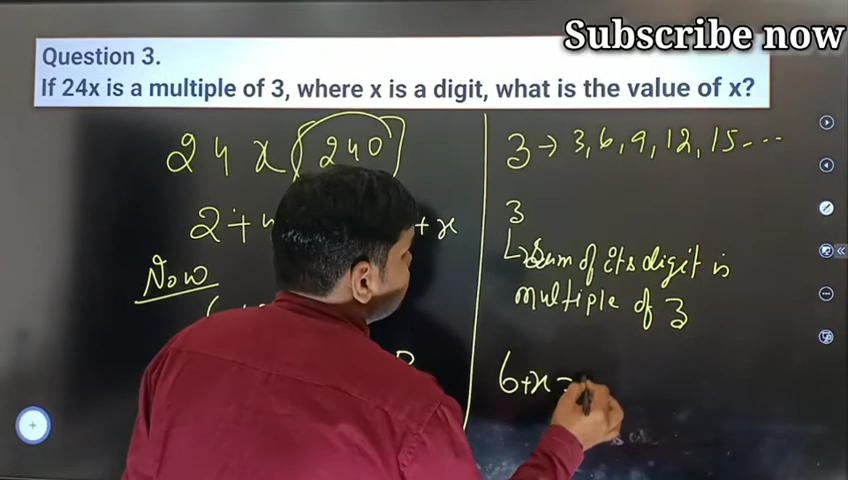 Subscribe now
Question 3.
If 24x is a multiple of 3, where x is a digit, what is the value of x?
24x (240)
3 → 3, 6, 9, 12, 15 ...
2+4 + x
3
↳ Sum of its digit is
multiple of 3
Now
6+x =